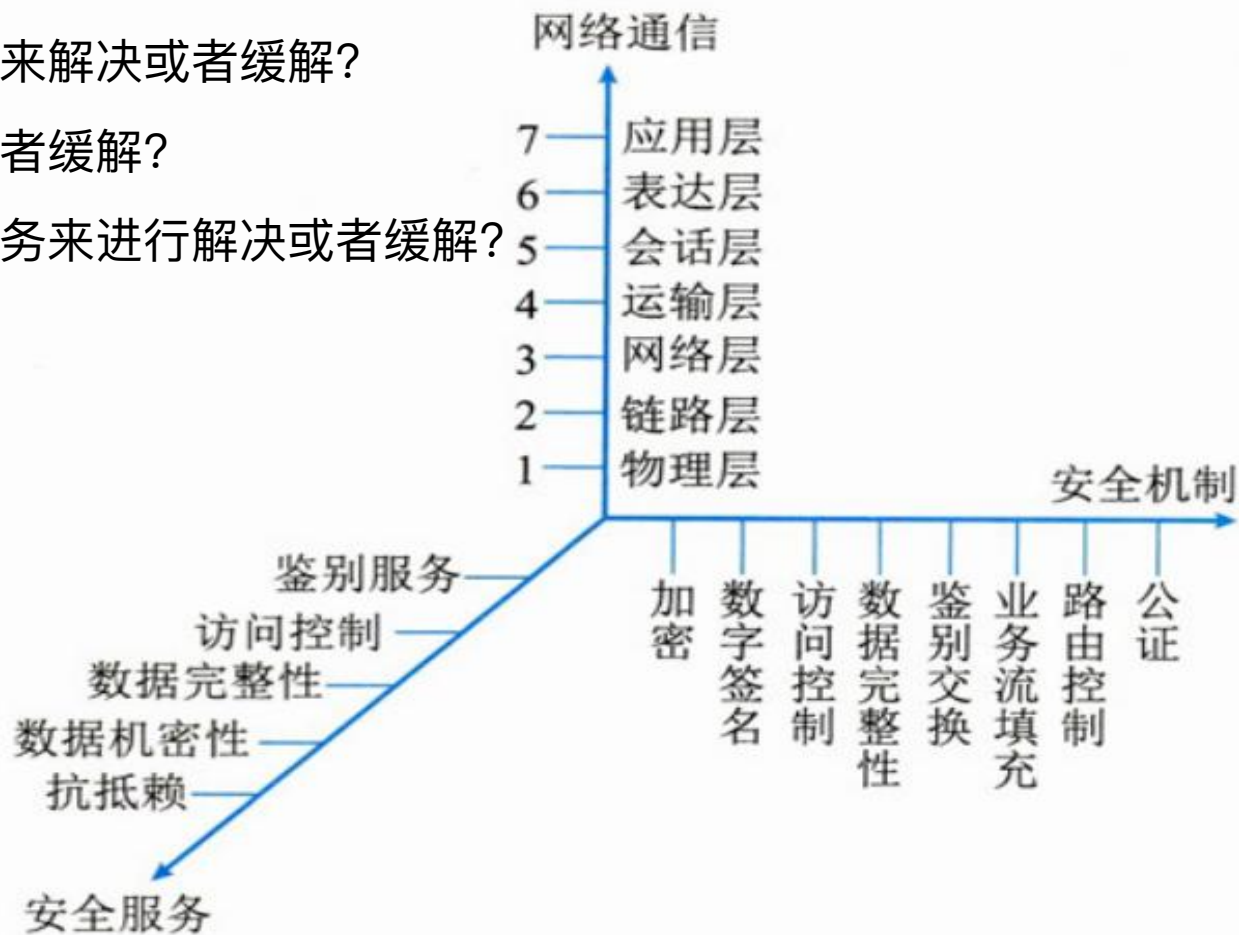 来解决或者缓解?
者缓解?
务来进行解决或者缓解?
网络通信
7 应用层
6 表达层
5 会话层
4 运输层
3 网络层
2 链路层
1 物理层
安全机制
加密
数字签名
访问控制
数据完整性
鉴别交换
业务流填充
路由控制
公证
鉴别服务
访问控制
数据完整性
数据机密性
抗抵赖
安全服务